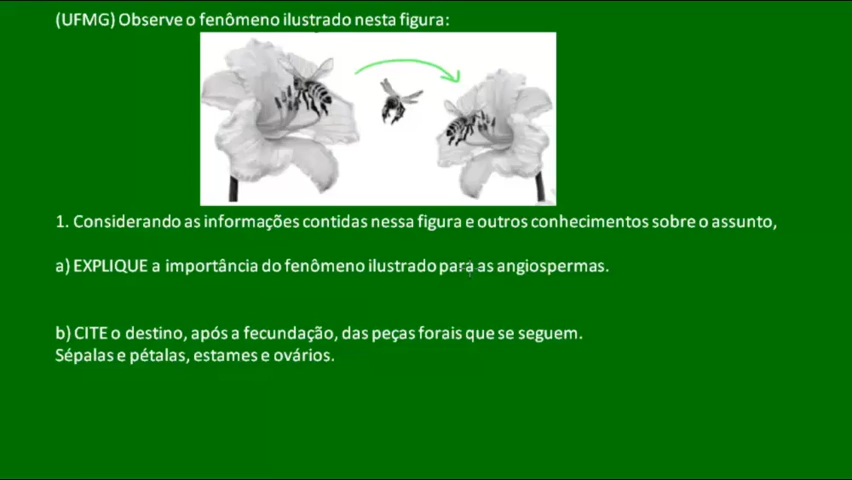 (UFMG) Observe o fenômeno ilustrado nesta figura:
1. Considerando as informações contidas nessa figura e outros conhecimentos sobre o assunto,
a) EXPLIQUE a importância do fenômeno ilustrado para as angiospermas.
b) CITE o destino, após a fecundação, das peças forais que se seguem.
Sépalas e pétalas, estames e ovários.